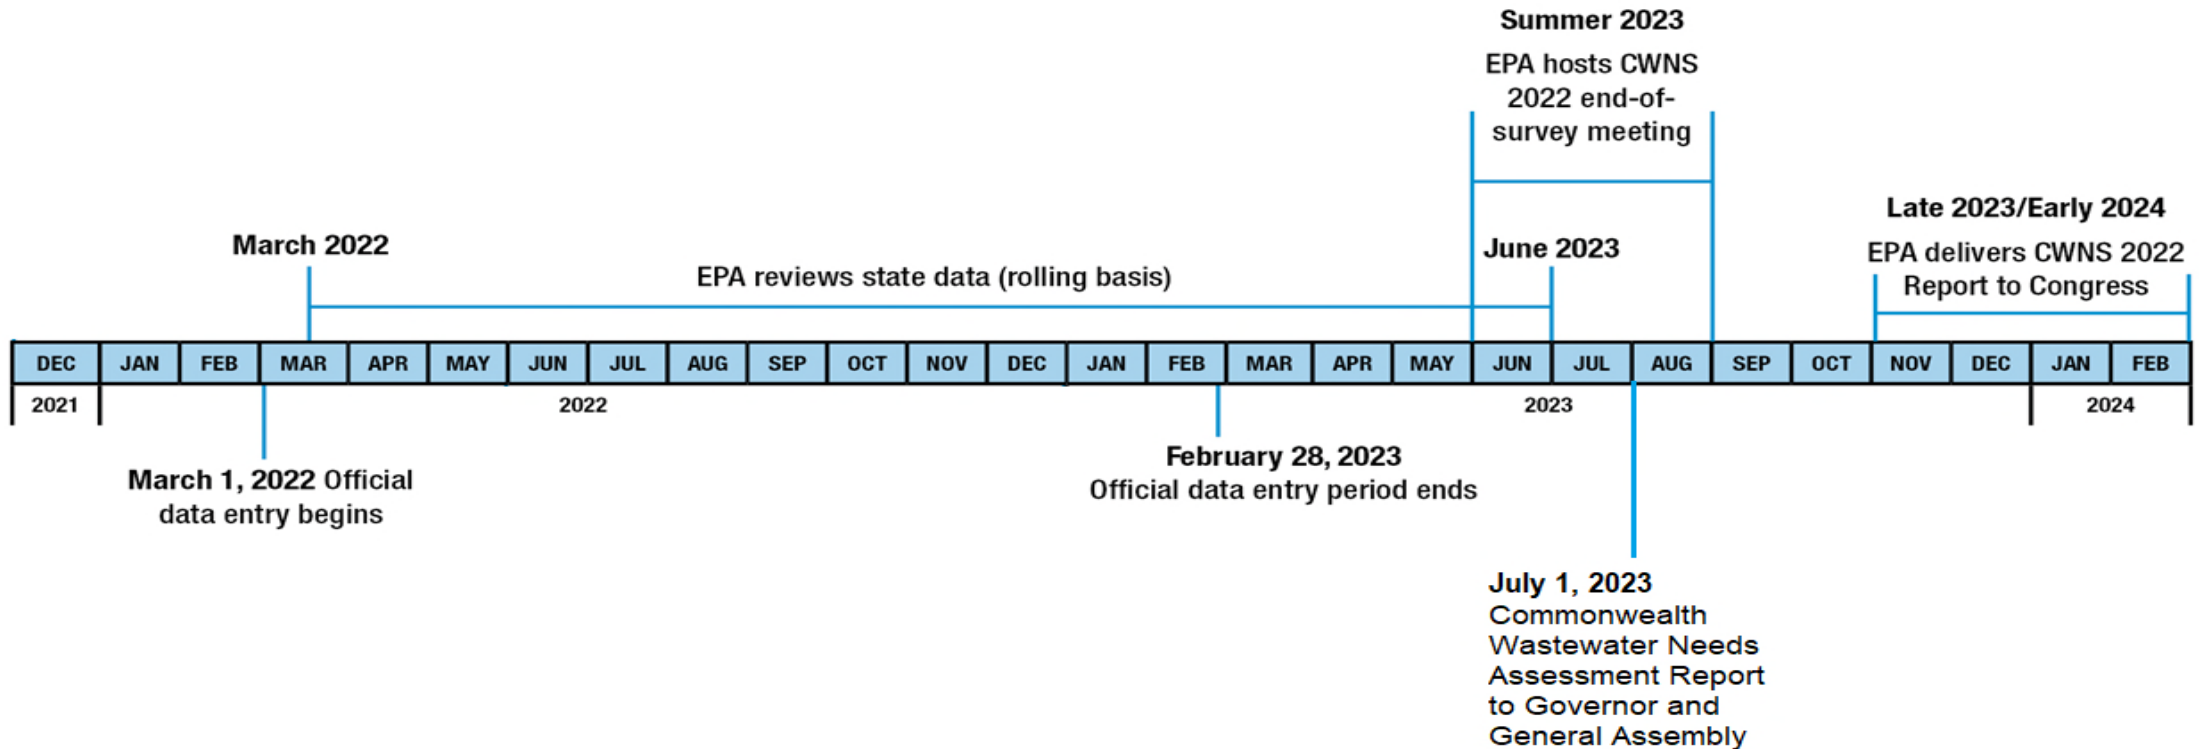 Summer 2023
EPA hosts CWNS
2022 end-of-
survey meeting
Late 2023/Early 2024
EPA delivers CWNS 2022
Report to Congress
March 2022
EPA reviews state data (rolling basis)
June 2023
DEC JAN FEB MAR APR MAY JUN JUL AUG SEP OCT NOV DEC JAN FEB MAR APR MAY JUN JUL AUG SEP OCT NOV DEC JAN FEB
2021 2022 2023 2024
March 1, 2022 Official
data entry begins
February 28, 2023
Official data entry period ends
July 1, 2023
Commonwealth
Wastewater Needs
Assessment Report
to Governor and
General Assembly